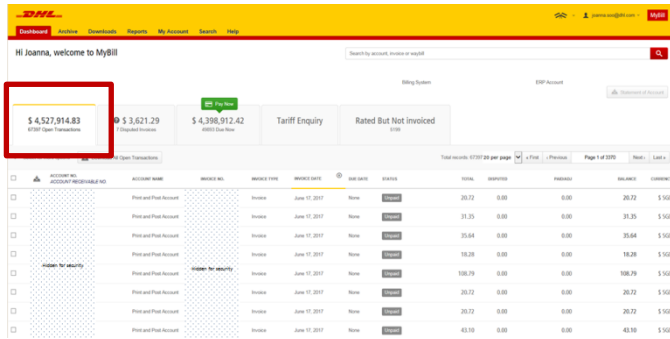 DHL
MyBill
Dashboard Archive Downloads Reports My Account Search Help
Hi Joanna, welcome to MyBill
Search by account, invoice or waybill
Billing System ERP Account
Statement of Account
Pay Now
$ 4,527,914.83 $ 3,621.29 $ 4,398,912.42 Tariff Enquiry Rated But Not invoiced
Open Transactions 7 Disputed Invoices Due Now
Open Transactions
Total records: 67397 20 per page « First ‹ Previous Page 1 of 3370 Next › Last »
ACCOUNT NO. ACCOUNT NAME INVOICE NO. INVOICE TYPE INVOICE DATE DUE DATE STATUS TOTAL DISPUTED BALANCE
ACCOUNT RECEIVABLE NO
Print and Post Account Invoice June 17, 2017 None Unpaid 20.72 0.00 0.00 20.72 $ SG
Print and Post Account Invoice June 17, 2017 None Unpaid 31.35 0.00 0.00 31.35 $ SG
Print and Post Account Invoice June 17, 2017 None Unpaid 35.64 0.00 0.00 35.64 $ SG
Print and Post Account Invoice June 17, 2017 None Unpaid 18.28 0.00 0.00 18.28 $ SG
Hidden for security Print and Post Account Hidden for security Invoice June 17, 2017 None Unpaid 108.79 0.00 0.00 108.79 $ SG
Print and Post Account Invoice June 17, 2017 None Unpaid 20.72 0.00 0.00 20.72 $ SG
Print and Post Account Invoice June 17, 2017 None Unpaid 20.72 0.00 0.00 20.72 $ SG
Print and Post Account Invoice June 17, 2017 None Unpaid 43.10 0.00 0.00 43.10 $ SG